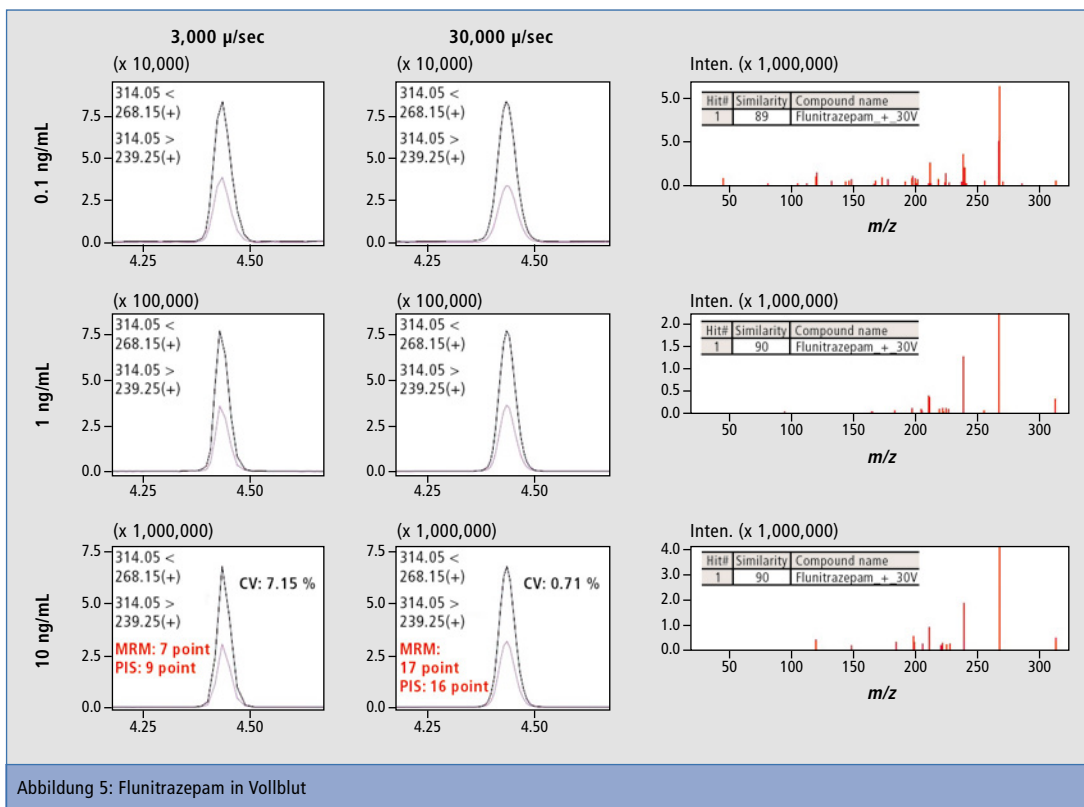 3,000 µ/sec
30,000 µ/sec
0.1 ng/mL
(x 10,000)
314.05 <
268.15(+)
314.05 >
239.25(+)
7.5
5.0
2.5
0.0
4.25 4.50
(x 10,000)
314.05 <
268.15(+)
314.05 >
239.25(+)
7.5
5.0
2.5
0.0
4.25 4.50
Inten. (x 1,000,000)
Hit# Similarity Compound name
1 89 Flunitrazepam_+_30V
5.0
5.0
0.0
50 100 150 200 250 300
m/z
1 ng/mL
(x 100,000)
314.05 <
268.15(+)
314.05 >
239.25(+)
7.5
5.0
2.5
0.0
4.25 4.50
(x 100,000)
314.05 <
268.15(+)
314.05 >
239.25(+)
7.5
5.0
2.5
0.0
4.25 4.50
Inten. (x 1,000,000)
Hit# Similarity Compound name
1 90 Flunitrazepam_+_30V
2.0
1.5
1.0
0.5
0.0
50 100 150 200 250 300
m/z
10 ng/mL
(x 1,000,000)
314.05 <
268.15(+)
CV: 7.15 %
314.05 >
239.25(+)
MRM: 7 point
PIS: 9 point
7.5
5.0
2.5
0.0
4.25 4.50
(x 1,000,000)
314.05 <
268.15(+)
CV: 0.71 %
314.05 >
239.25(+)
MRM:
17 point
PIS: 16 point
7.5
5.0
2.5
0.0
4.25 4.50
Inten. (x 1,000,000)
Hit# Similarity Compound name
1 90 Flunitrazepam_+_30V
4.0
3.0
2.0
1.0
0.0
50 100 150 200 250 300
m/z
Abbildung 5: Flunitrazepam in Vollblut